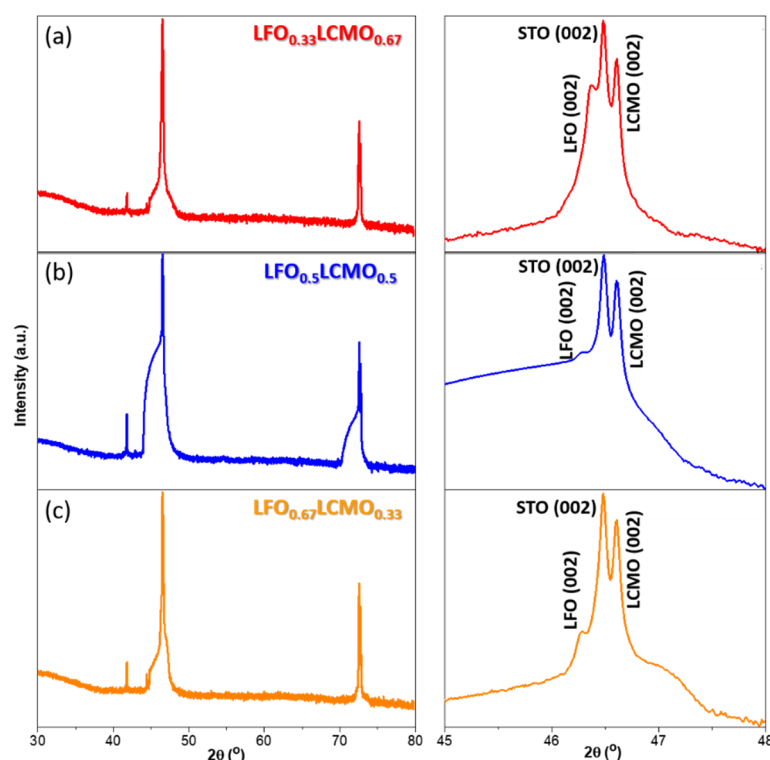 (a)
LFO0.33LCMO0.67
LFO (002)
STO (002)
LCMO (002)
(b)
LFO0.5LCMO0.5
LFO (002)
STO (002)
LCMO (002)
(c)
LFO0.67LCMO0.33
LFO (002)
STO (002)
LCMO (002)
Intensity (a.u.)
30 40 50 60 70 80
2θ (º)
45 46 47 48
2θ (º)